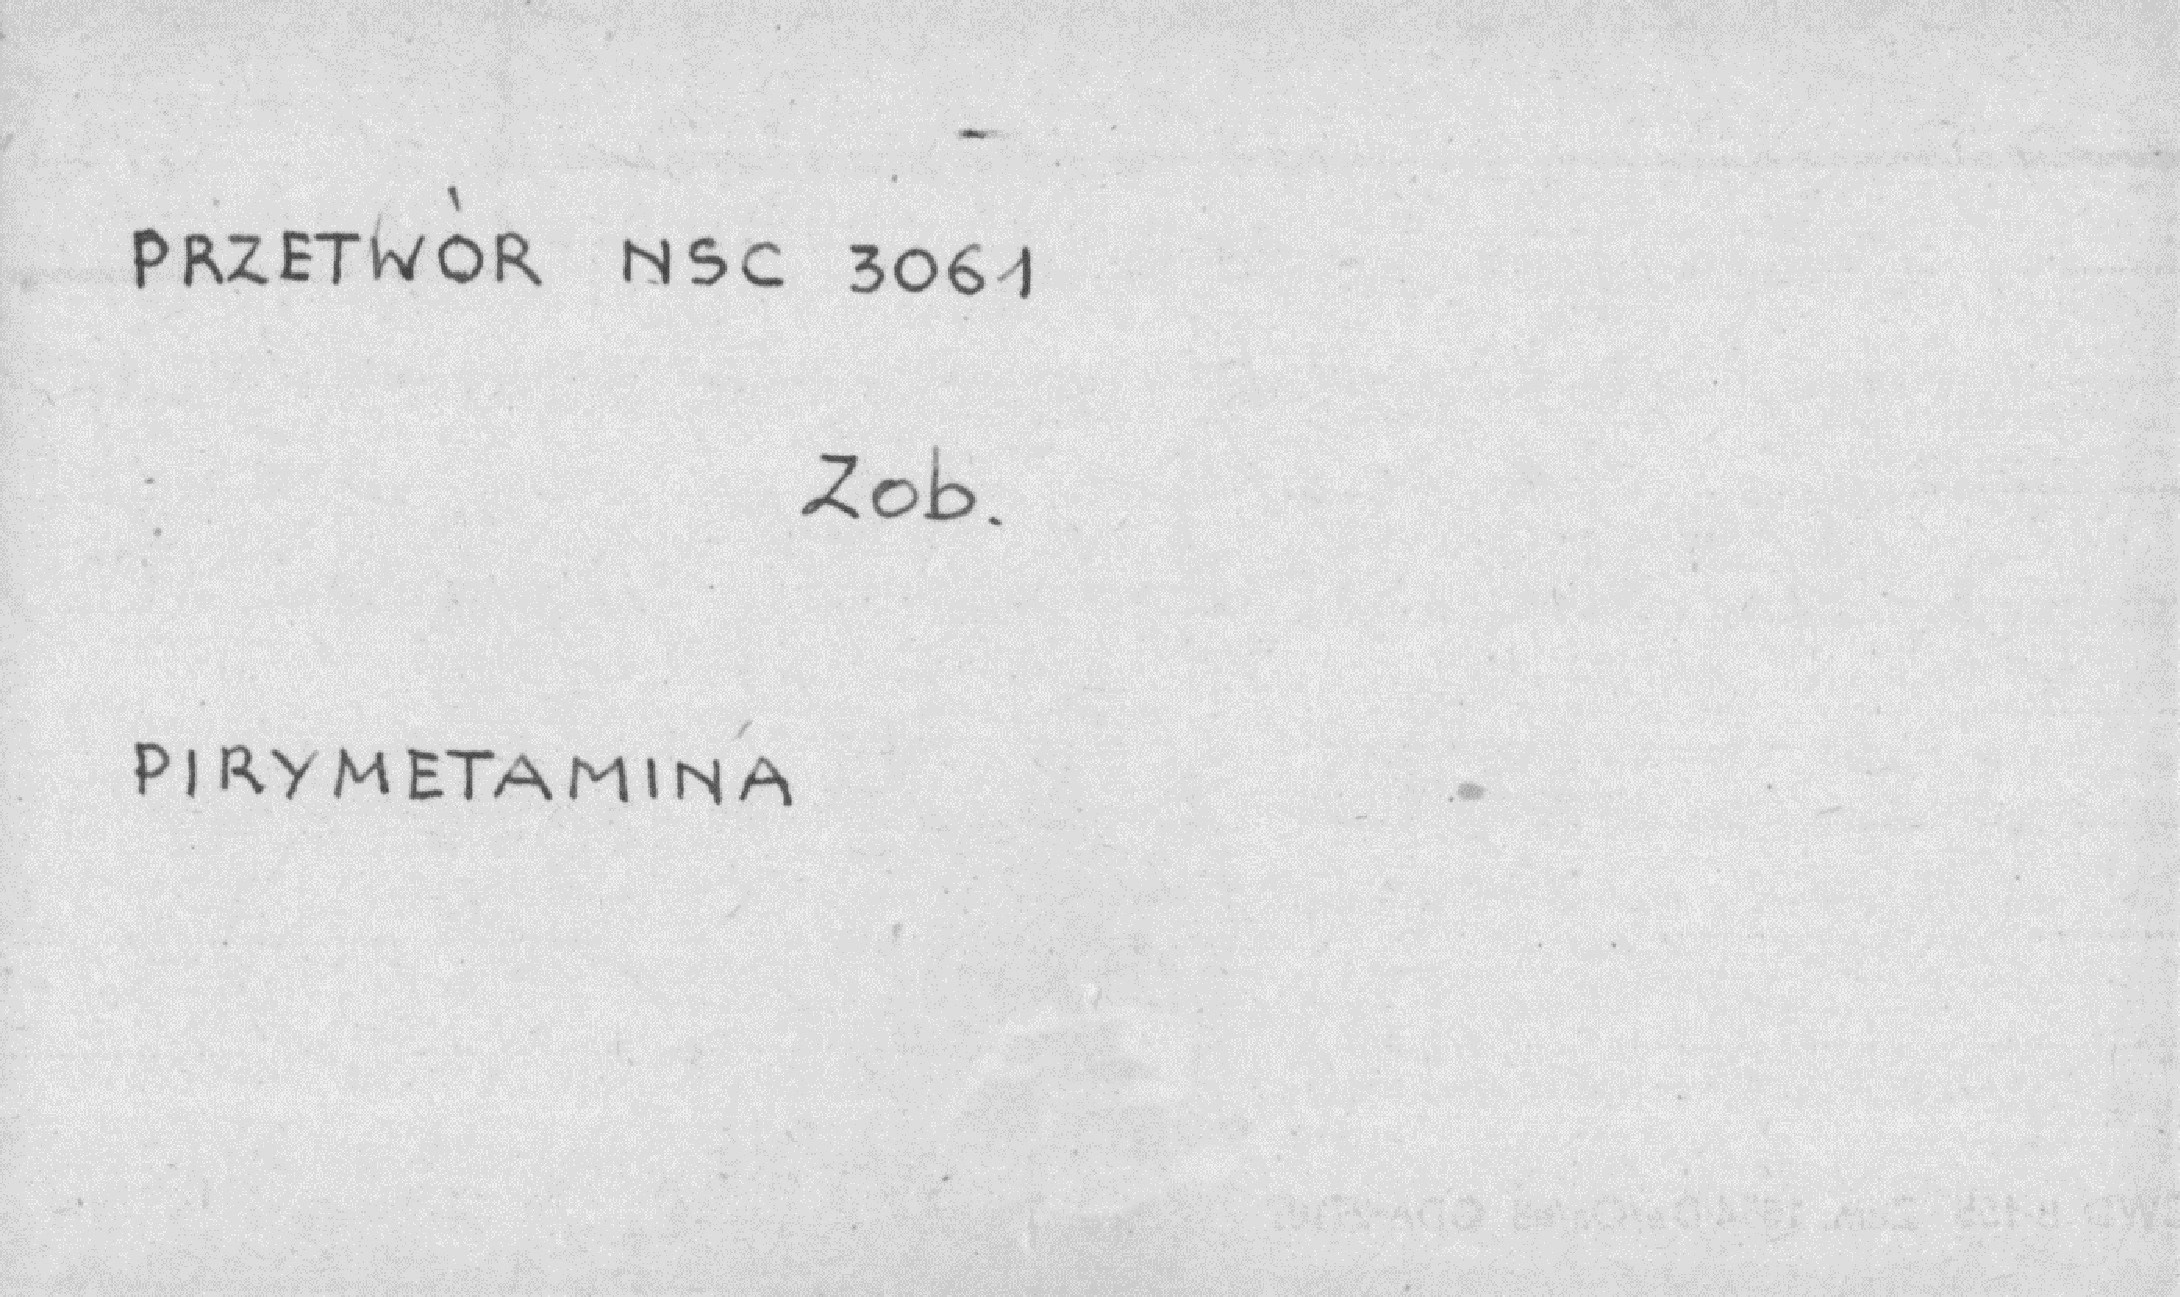 PRZETWÓR NSC 3061
Zob.
PIRYMETAMINA